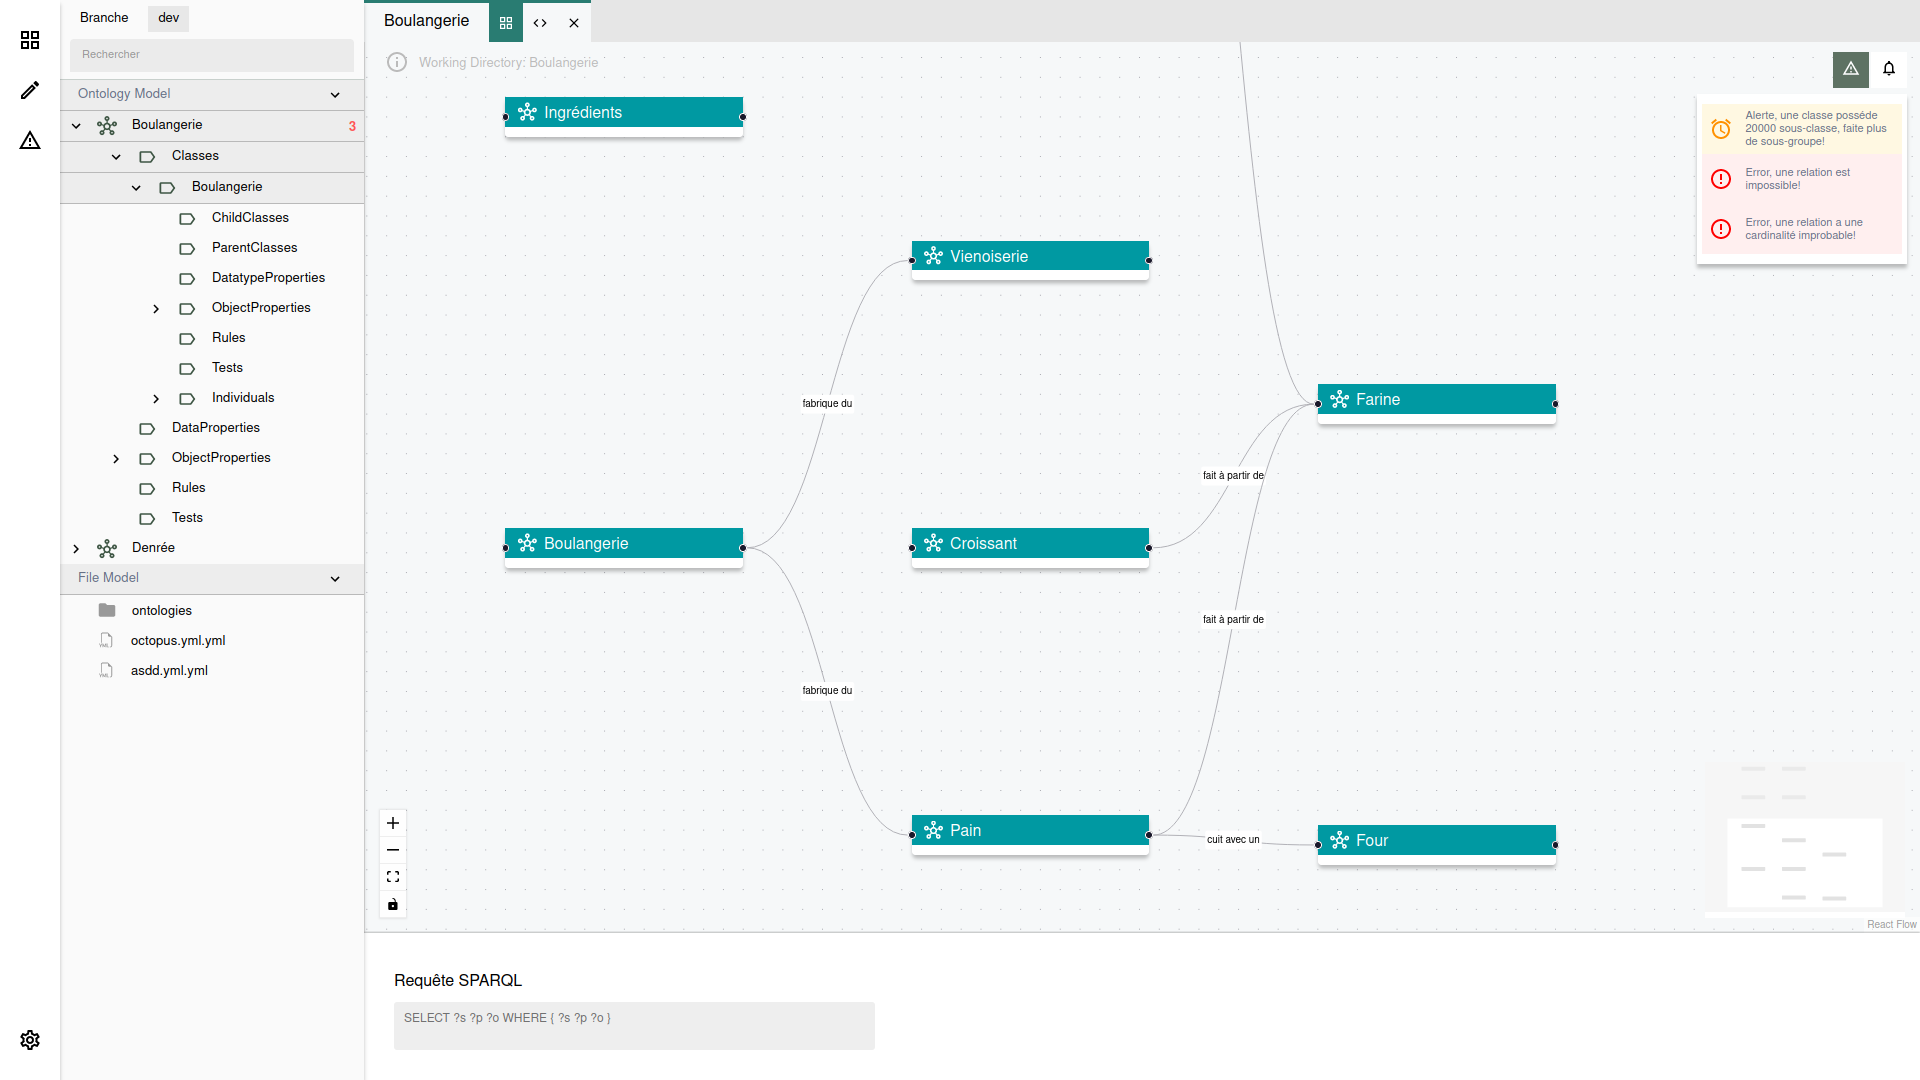 Branche
dev
Rechercher
Ontology Model
Boulangerie
3
Classes
Boulangerie
ChildClasses
ParentClasses
DatatypeProperties
ObjectProperties
Rules
Tests
Individuals
DataProperties
ObjectProperties
Rules
Tests
Denrée
File Model
ontologies
YML
octopus.yml.yml
YML
asdd.yml.yml
Boulangerie
Working Directory: Boulangerie
Ingrédients
Vienoiserie
fabrique du
Farine
fait à partir de
Boulangerie
Croissant
fait à partir de
fabrique du
Pain
cuit avec un
Four
Alerte, une classe posséde
20000 sous-classe, faite plus
de sous-groupe!
Error, une relation est
impossible!
Error, une relation a une
cardinalité improbable!
React Flow
Requête SPARQL
SELECT ?s ?p ?o WHERE { ?s ?p ?o }